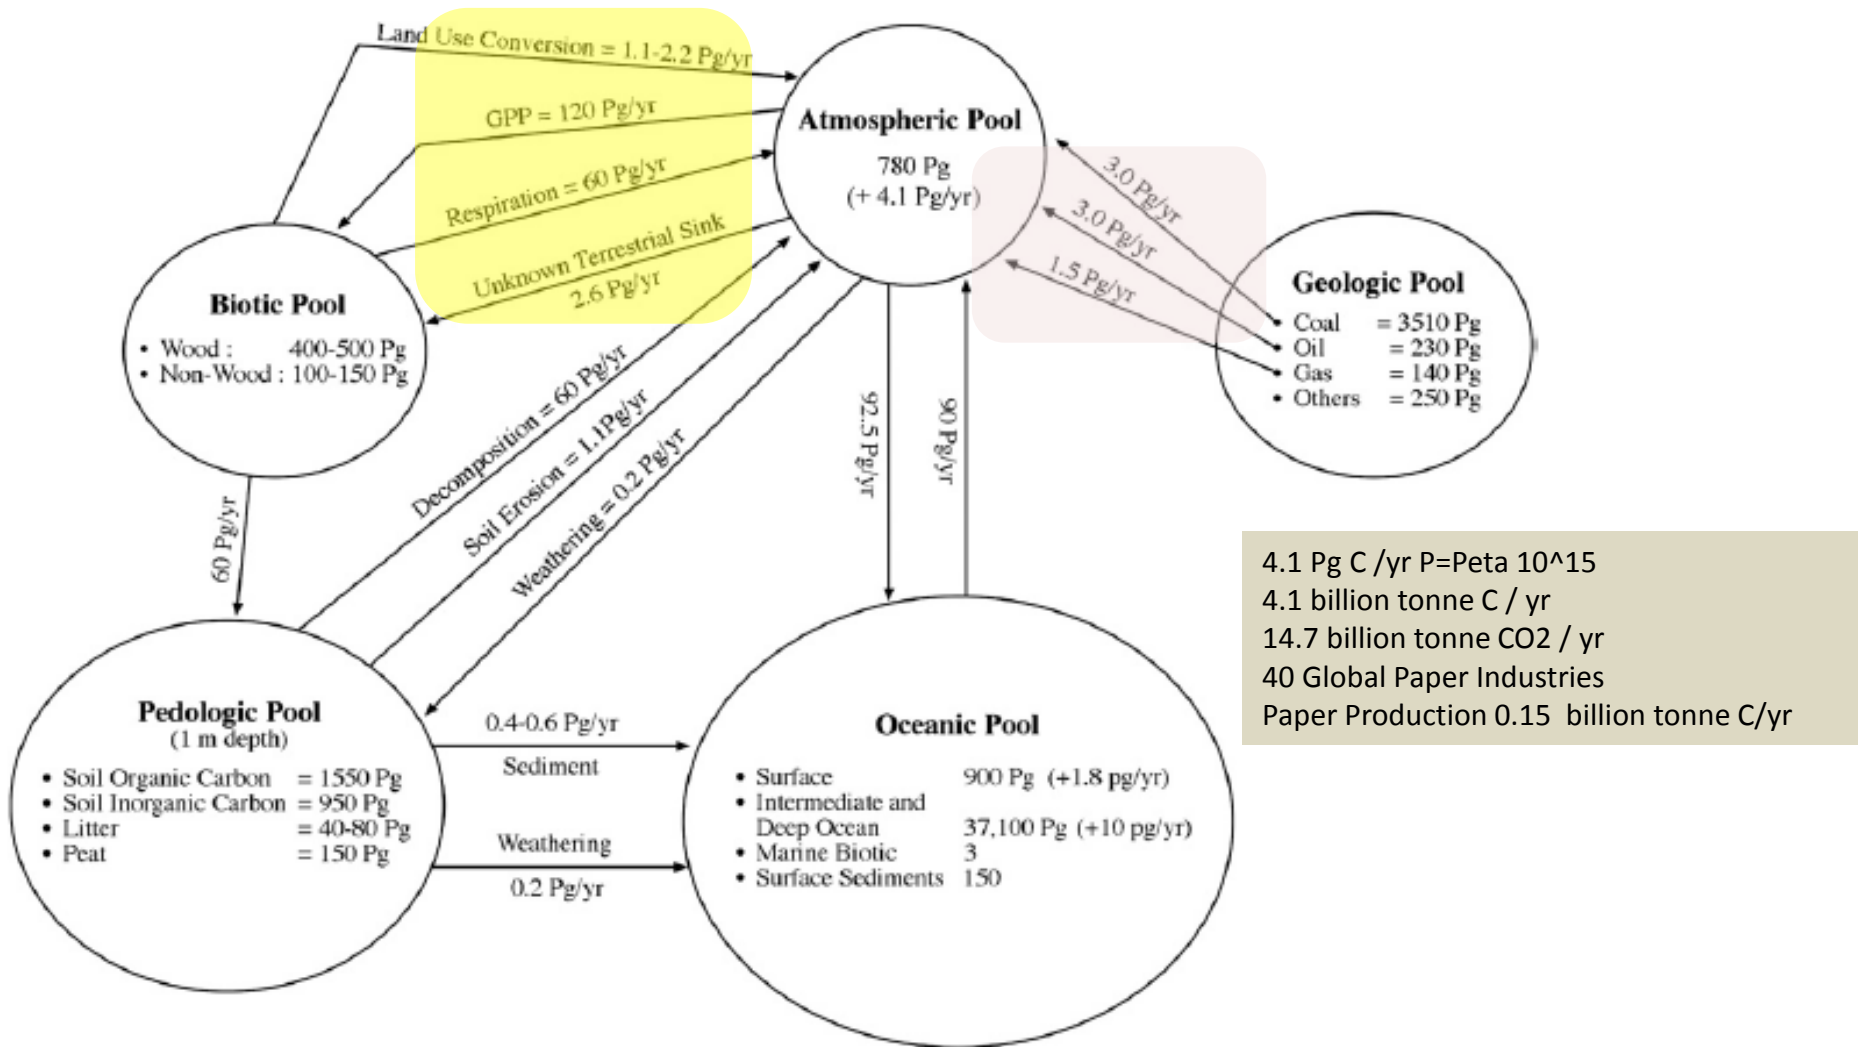 Land Use Conversion = 1.1-2.2 Pg/yr
GPP = 120 Pg/yr
Respiration = 60 Pg/yr
Unknown Terrestrial Sink
2.6 Pg/yr
Atmospheric Pool
780 Pg
(+ 4.1 Pg/yr)
3.0 Pg/yr
3.0 Pg/yr
1.5 Pg/yr
Geologic Pool
• Coal = 3510 Pg
• Oil = 230 Pg
• Gas = 140 Pg
• Others = 250 Pg
Biotic Pool
• Wood : 400-500 Pg
• Non-Wood : 100-150 Pg
60 Pg/yr
Decomposition = 60 Pg/yr
Soil Erosion = 1.1Pg/yr
Weathering = 0.2 Pg/yr
92.5 Pg/yr
90 Pg/yr
4.1 Pg C /yr P=Peta 10^15
4.1 billion tonne C / yr
14.7 billion tonne CO2 / yr
40 Global Paper Industries
Paper Production 0.15 billion tonne C/yr
Pedologic Pool
(1 m depth)
• Soil Organic Carbon = 1550 Pg
• Soil Inorganic Carbon = 950 Pg
• Litter = 40-80 Pg
• Peat = 150 Pg
0.4-0.6 Pg/yr
Sediment
Weathering
0.2 Pg/yr
Oceanic Pool
• Surface 900 Pg (+1.8 pg/yr)
• Intermediate and
Deep Ocean 37,100 Pg (+10 pg/yr)
• Marine Biotic 3
• Surface Sediments 150